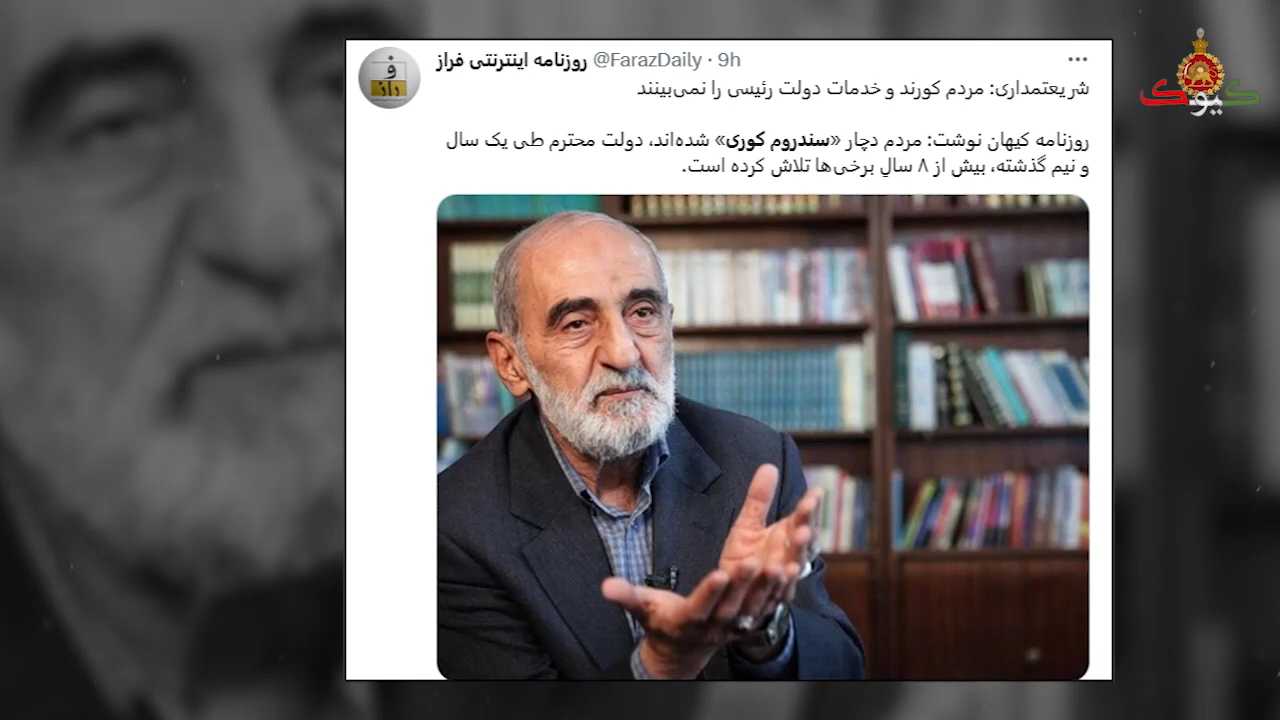 روزنامه اینترنتی فراز @FarazDaily · 9h
شریعتمداری: مردم کورند و خدمات دولت رئیسی را نمی‌بینند
روزنامه کیهان نوشت: مردم دچار «سندروم کوری» شده‌اند، دولت محترم طی یک سال
و نیم گذشته، بیش از ۸ سالِ برخی‌ها تلاش کرده است.
فراز
کیوک